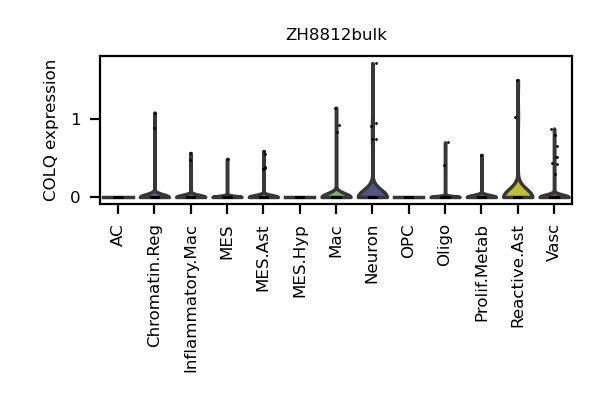 ZH8812bulk
COLQ expression
1
0
AC
Chromatin.Reg
Inflammatory.Mac
MES
MES.Ast
MES.Hyp
Mac
Neuron
OPC
Oligo
Prolif.Metab
Reactive.Ast
Vasc